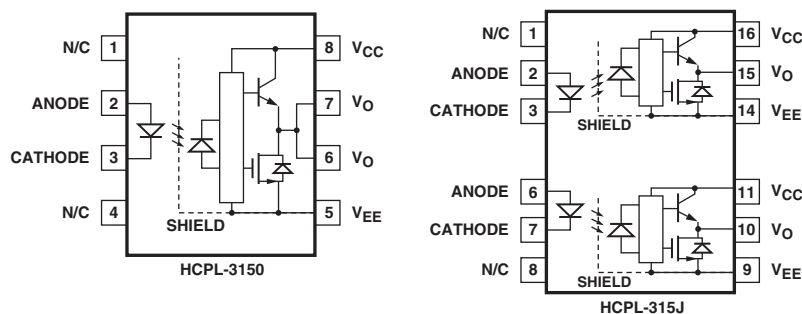 N/C 1
8 VCC
ANODE 2
7 VO
CATHODE 3
6 VO
N/C 4
5 VEE
SHIELD
HCPL-3150
N/C 1
16 VCC
ANODE 2
15 VO
CATHODE 3
14 VEE
SHIELD
ANODE 6
11 VCC
CATHODE 7
10 VO
N/C 8
9 VEE
SHIELD
HCPL-315J